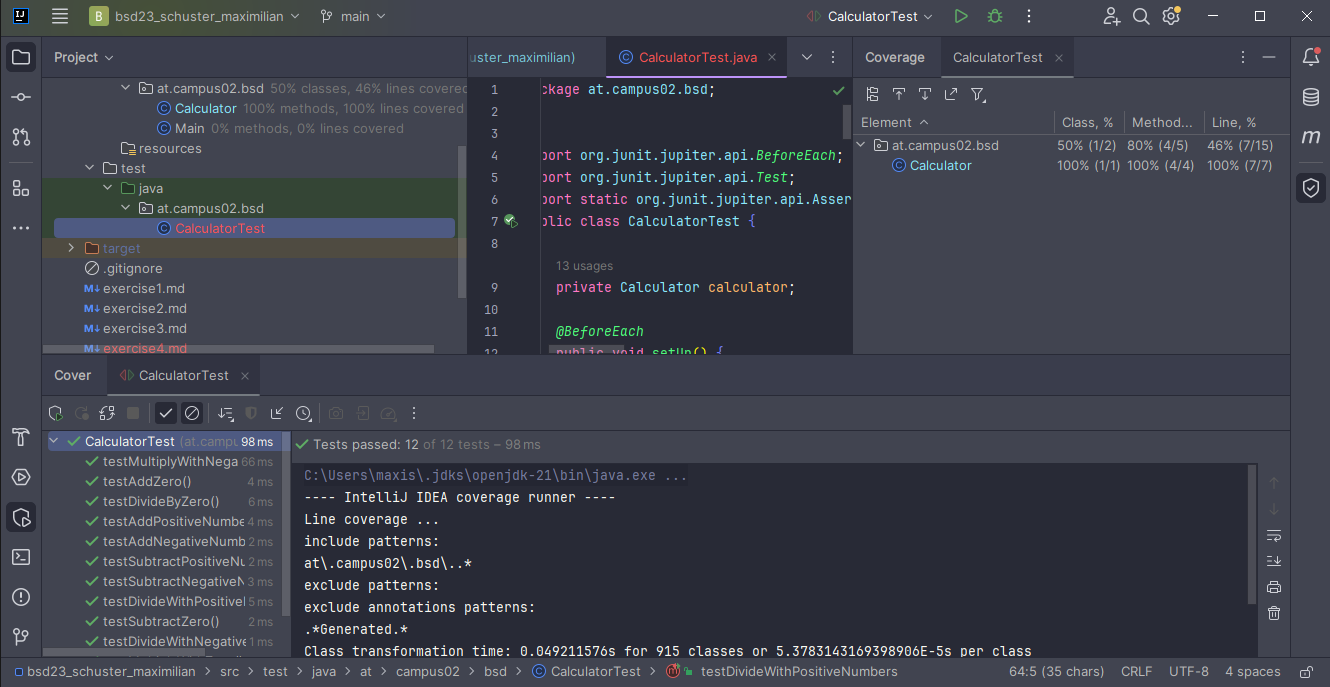 B bsd23_schuster_maximilian main CalculatorTest
Project
at.campus02.bsd 50% classes, 46% lines covered
Calculator 100% methods, 100% lines covered
Main 0% methods, 0% lines covered
resources
test
java
at.campus02.bsd
CalculatorTest
target
.gitignore
M↓ exercise1.md
M↓ exercise2.md
M↓ exercise3.md
M↓ exercise4.md
uster_maximilian) CalculatorTest.java
1 ckage at.campus02.bsd;
2
3
4 port org.junit.jupiter.api.BeforeEach;
5 port org.junit.jupiter.api.Test;
6 port static org.junit.jupiter.api.Asser
7 blic class CalculatorTest {
8
13 usages
9 private Calculator calculator;
10
11 @BeforeEach
12 public void setUp() {
Coverage CalculatorTest
Element Class, % Method... Line, %
at.campus02.bsd 50% (1/2) 80% (4/5) 46% (7/15)
Calculator 100% (1/1) 100% (4/4) 100% (7/7)
Cover CalculatorTest
CalculatorTest (at.campu 98 ms
testMultiplyWithNega 66 ms
testAddZero() 4 ms
testDivideByZero() 6 ms
testAddPositiveNumbe 4 ms
testAddNegativeNumb 2 ms
testSubtractPositiveNu 2 ms
testSubtractNegativeN 3 ms
testDivideWithPositivel 5 ms
testSubtractZero() 2 ms
testDivideWithNegative 1 ms
Tests passed: 12 of 12 tests – 98 ms
C:\Users\maxis\.jdks\openjdk-21\bin\java.exe ...
---- IntelliJ IDEA coverage runner ----
Line coverage ...
include patterns:
at\.campus02\.bsd\..*
exclude patterns:
exclude annotations patterns:
.*Generated.*
Class transformation time: 0.049211576s for 915 classes or 5.3783143169398906E-5s per class
bsd23_schuster_maximilian > src > test > java > at > campus02 > bsd > CalculatorTest > testDivideWithPositiveNumbers 64:5 (35 chars) CRLF UTF-8 4 spaces